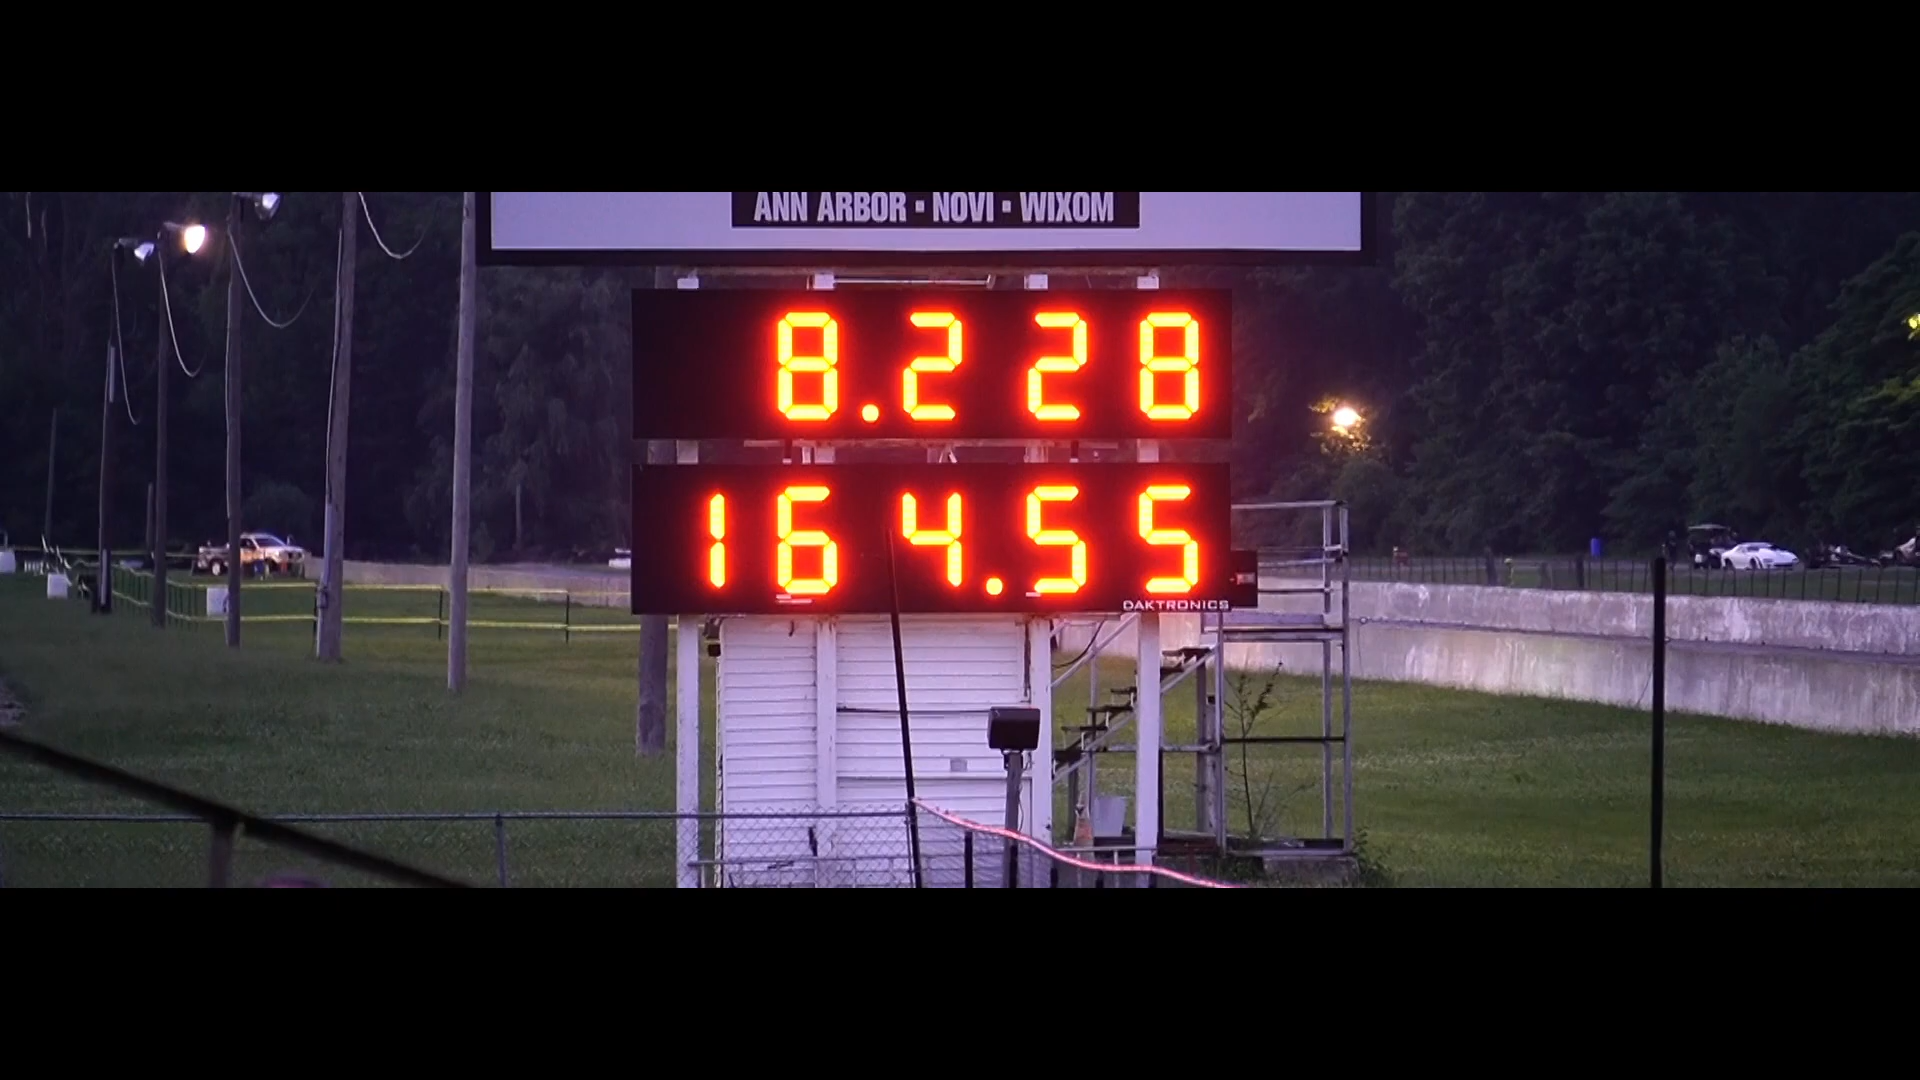 ANN ARBOR ▪ NOVI ▪ WIXOM
8.228
164.55
DAKTRONICS